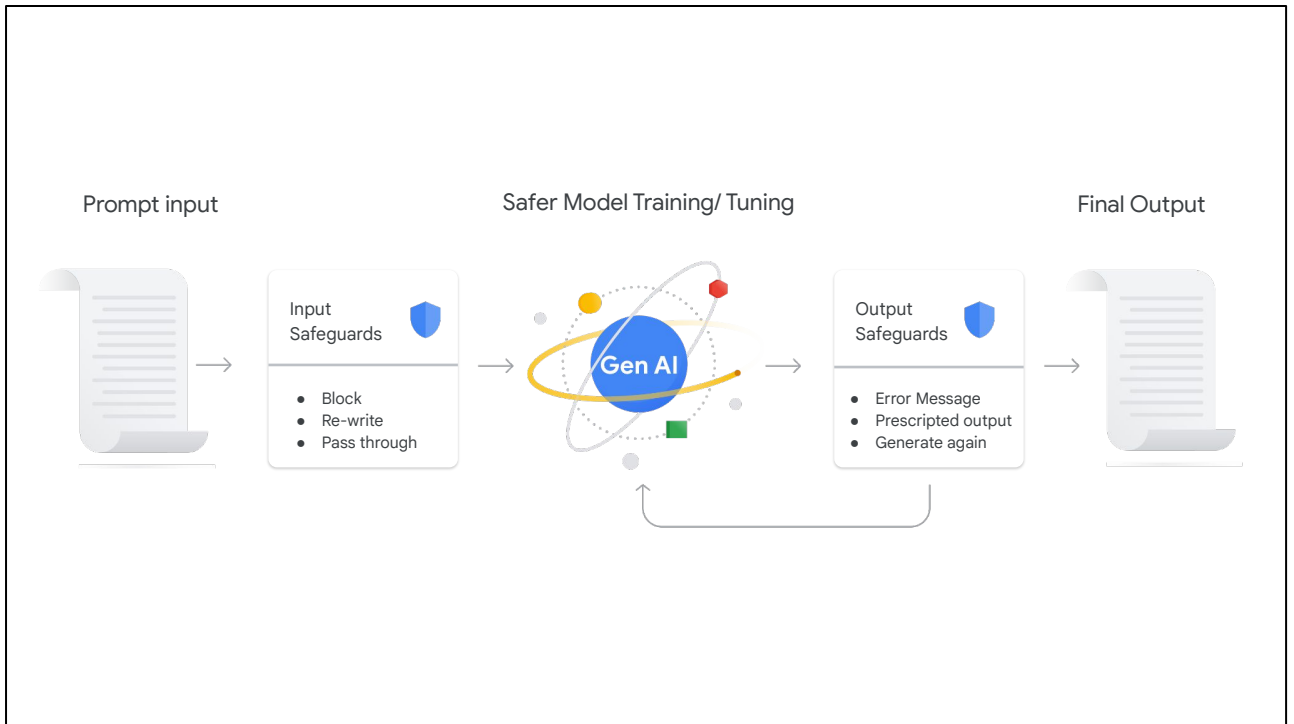 Prompt input
Safer Model Training/ Tuning
Final Output
Input
Safeguards
● Block
● Re-write
● Pass through
Gen AI
Output
Safeguards
● Error Message
● Prescripted output
● Generate again